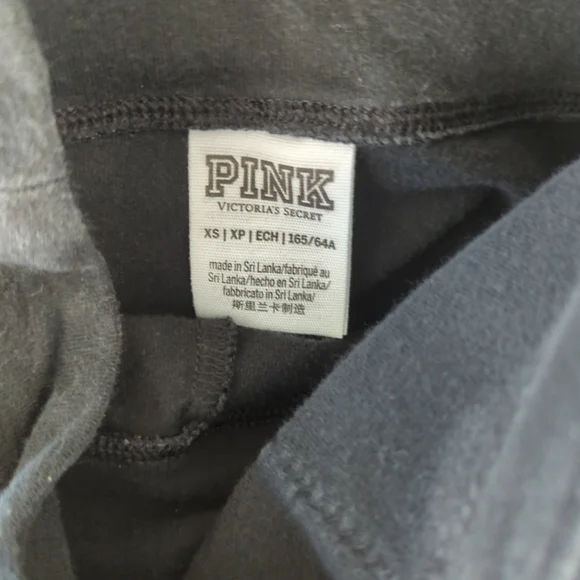 PINK
VICTORIA'S SECRET
XS | XP | ECH | 165/64A
made in Sri Lanka/fabriqué au
Sri Lanka/hecho en Sri Lanka/
fabbricato in Sri Lanka/
斯里兰卡制造